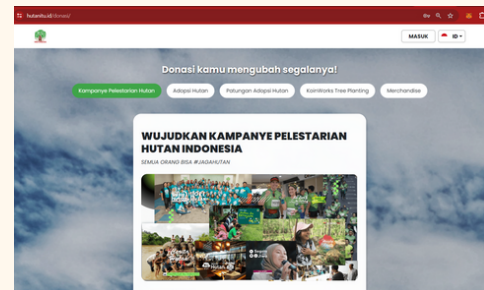 hutanitu.id/donasi/
MASUK
ID
Donasi kamu mengubah segalanya!
Kampanye Pelestarian Hutan
Adopsi Hutan
Patungan Adopsi Hutan
KoinWorks Tree Planting
Merchandise
WUJUDKAN KAMPANYE PELESTARIAN
HUTAN INDONESIA
SEMUA ORANG BISA #JAGAHUTAN